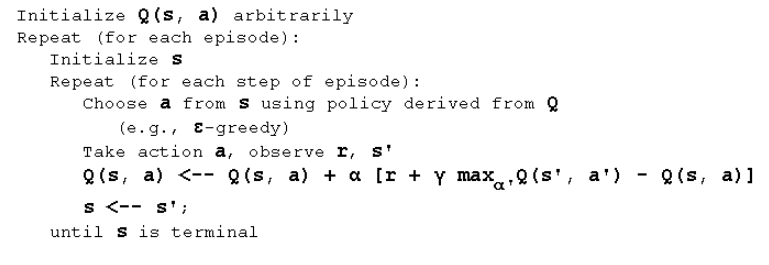 Initialize Q(s, a) arbitrarily
Repeat (for each episode):
Initialize s
Repeat (for each step of episode):
Choose a from s using policy derived from Q
(e.g., ε-greedy)
Take action a, observe r, s'
Q(s, a) <-- Q(s, a) + α [r + γ max_α'Q(s', a') - Q(s, a)]
s <-- s';
until s is terminal